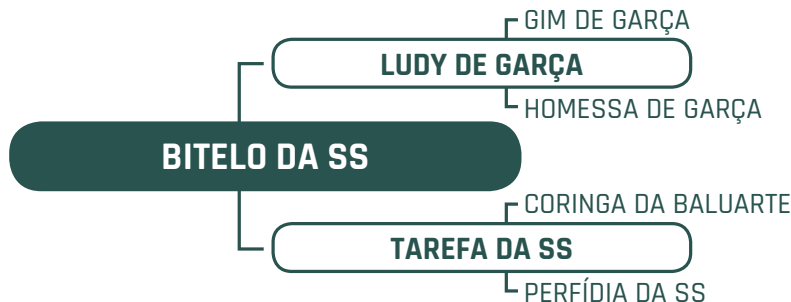 GIM DE GARÇA
LUDY DE GARÇA
HOMESSA DE GARÇA
BITELO DA SS
CORINGA DA BALUARTE
TAREFA DA SS
PERFÍDIA DA SS